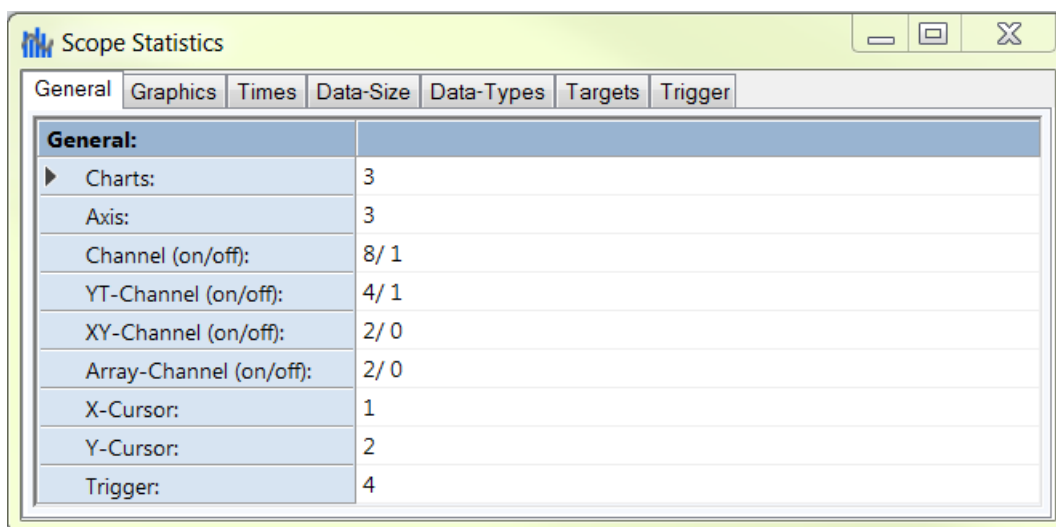 Scope Statistics
General Graphics Times Data-Size Data-Types Targets Trigger
General:
Charts: 3
Axis: 3
Channel (on/off): 8/ 1
YT-Channel (on/off): 4/ 1
XY-Channel (on/off): 2/ 0
Array-Channel (on/off): 2/ 0
X-Cursor: 1
Y-Cursor: 2
Trigger: 4